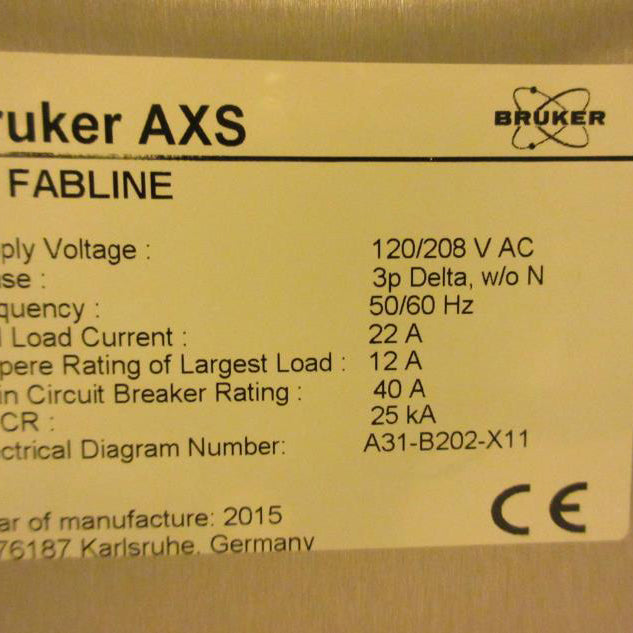 ruker AXS
BRUKER
FABLINE
ply Voltage : 120/208 V AC
se : 3p Delta, w/o N
quency : 50/60 Hz
l Load Current : 22 A
pere Rating of Largest Load : 12 A
in Circuit Breaker Rating : 40 A
CR : 25 kA
ctrical Diagram Number: A31-B202-X11
ar of manufacture: 2015
76187 Karlsruhe, Germany
CE